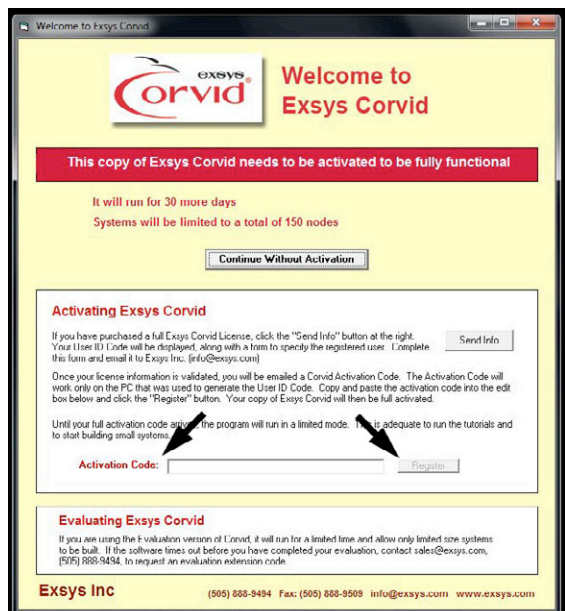 Welcome to Exsys Corvid
exsys
Corvid®
Welcome to
Exsys Corvid
This copy of Exsys Corvid needs to be activated to be fully functional
It will run for 30 more days
Systems will be limited to a total of 150 nodes
Continue Without Activation
Activating Exsys Corvid
If you have purchased a full Exsys Corvid License, click the "Send Info" button at the right.
Your User ID Code will be displayed, along with a form to specify the registered user. Complete
this form and email it to Exsys Inc. (info@exsys.com)
Send Info
Once your license information is validated, you will be emailed a Corvid Activation Code. The Activation Code will
work only on the PC that was used to generate the User ID Code. Copy and paste the activation code into the edit
box below and click the "Register" button. Your copy of Exsys Corvid will then be full activated.
Until your full activation code arrives, the program will run in a limited mode. This is adequate to run the tutorials and
to start building small systems.
Activation Code:
Register
Evaluating Exsys Corvid
If you are using the Evaluation version of Corvid, it will run for a limited time and allow only limited size systems
to be built. If the software times out before you have completed your evaluation, contact sales@exsys.com,
(505) 888-9494, to request an evaluation extension code.
Exsys Inc
(505) 888-9494 Fax: (505) 888-9509 info@exsys.com www.exsys.com